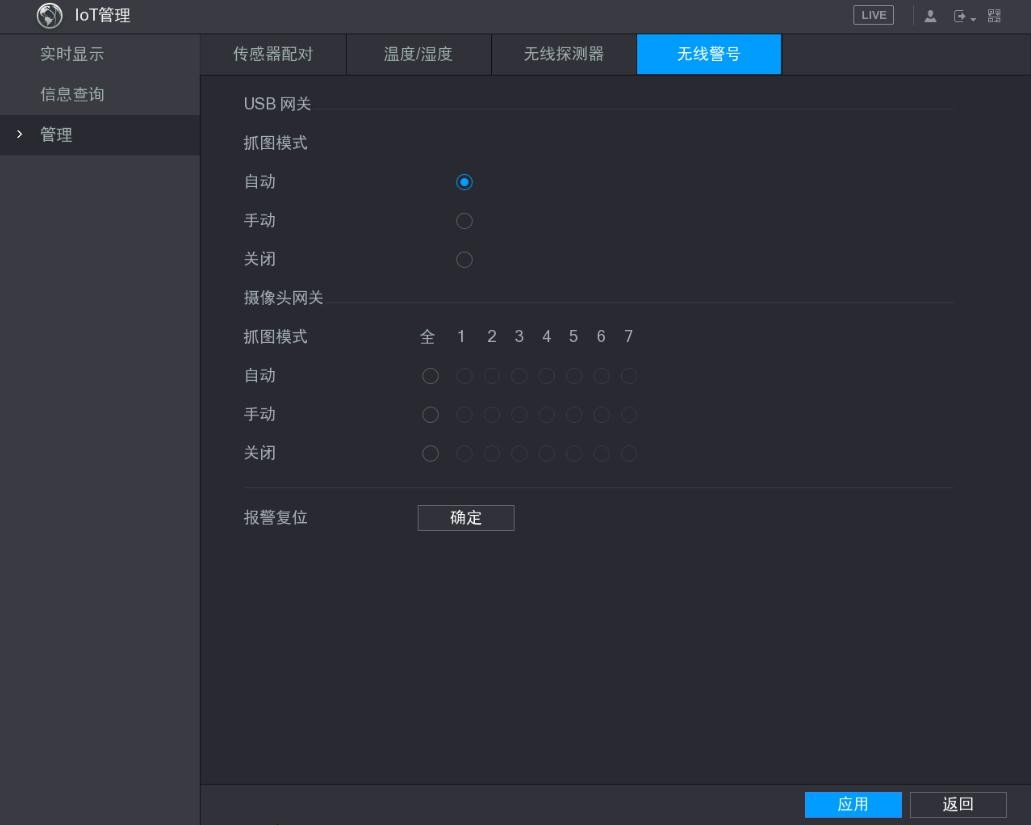 IoT管理
LIVE
实时显示
信息查询
管理
传感器配对 温度/湿度 无线探测器 无线警号
USB 网关
抓图模式
自动
手动
关闭
摄像头网关
抓图模式 全 1 2 3 4 5 6 7
自动
手动
关闭
报警复位 确定
应用 返回